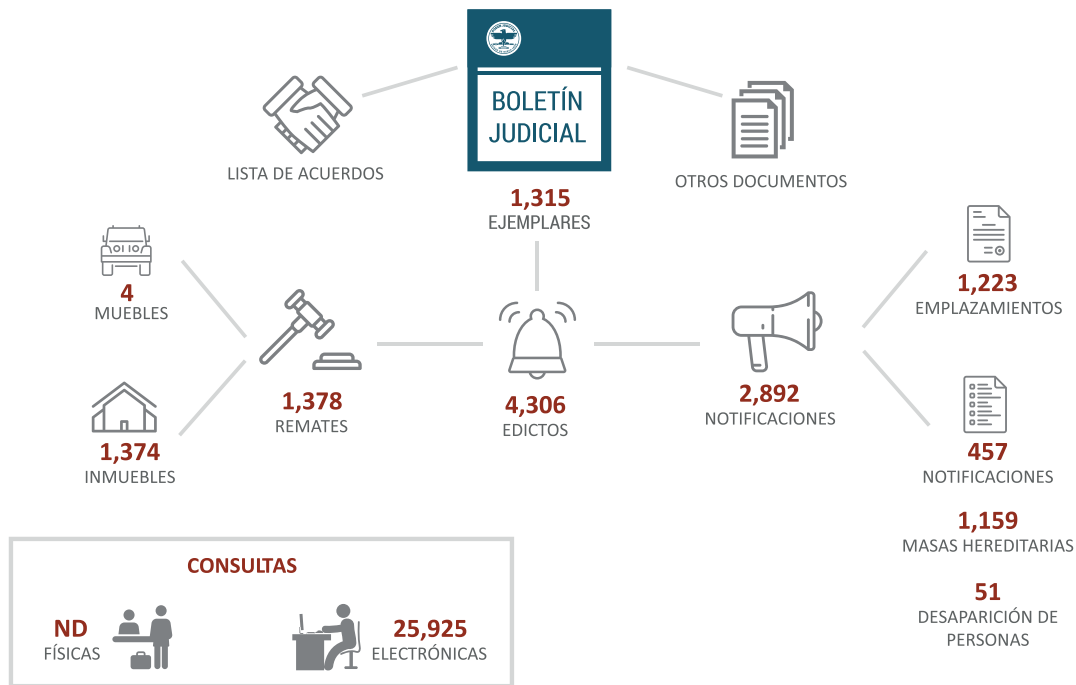 BOLETÍN
JUDICIAL
LISTA DE ACUERDOS
OTROS DOCUMENTOS
1,315
EJEMPLARES
4
MUEBLES
1,223
EMPLAZAMIENTOS
1,378
REMATES
4,306
EDICTOS
2,892
NOTIFICACIONES
1,374
INMUEBLES
457
NOTIFICACIONES
1,159
MASAS HEREDITARIAS
51
DESAPARICIÓN DE
PERSONAS
CONSULTAS
ND
FÍSICAS
25,925
ELECTRÓNICAS